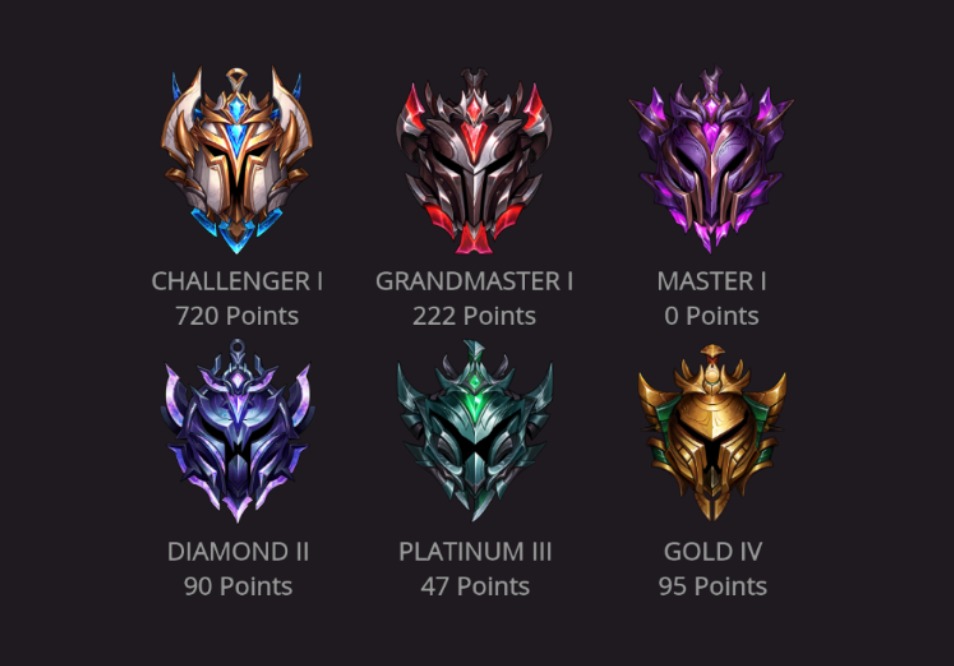 CHALLENGER I
720 Points
GRANDMASTER I
222 Points
MASTER I
0 Points
DIAMOND II
90 Points
PLATINUM III
47 Points
GOLD IV
95 Points